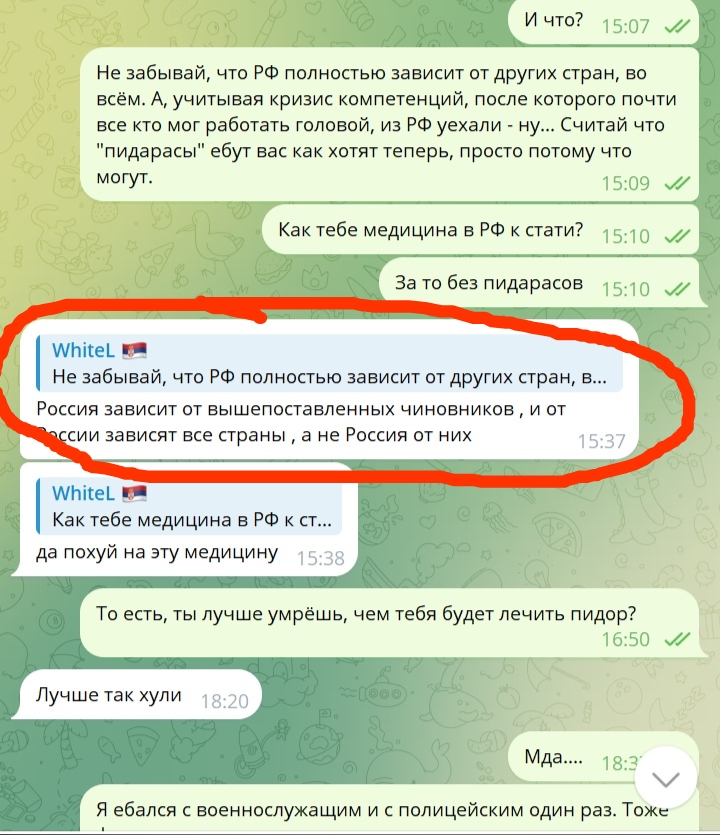 И что? 15:07
Не забывай, что РФ полностью зависит от других стран, во
всём. А, учитывая кризис компетенций, после которого почти
все кто мог работать головой, из РФ уехали - ну... Считай что
"пидарасы" ебут вас как хотят теперь, просто потому что
могут. 15:09
Как тебе медицина в РФ к стати? 15:10
За то без пидарасов 15:10
WhiteL
Не забывай, что РФ полностью зависит от других стран, в...
Россия зависит от вышепоставленных чиновников , и от
России зависят все страны , а не Россия от них 15:37
WhiteL
Как тебе медицина в РФ к ст...
да похуй на эту медицину 15:38
То есть, ты лучше умрёшь, чем тебя будет лечить пидор?
16:50
Лучше так хули 18:20
Мда....
Я ебался с военнослужащим и с полицейским один раз. Тоже